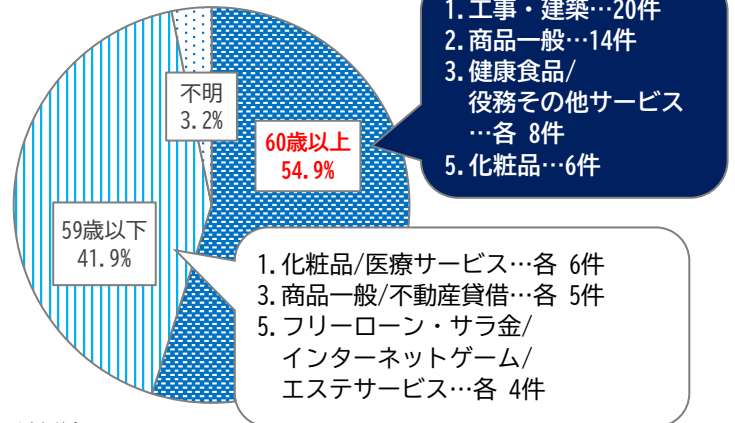 1.工事・建築…20件
2.商品一般…14件
3.健康食品/
役務その他サービス
…各 8件
5.化粧品…6件
不明
3.2%
60歳以上
54.9%
59歳以下
41.9%
1.化粧品/医療サービス…各 6件
3.商品一般/不動産貸借…各 5件
5.フリーローン・サラ金/
インターネットゲーム/
エステサービス…各 4件